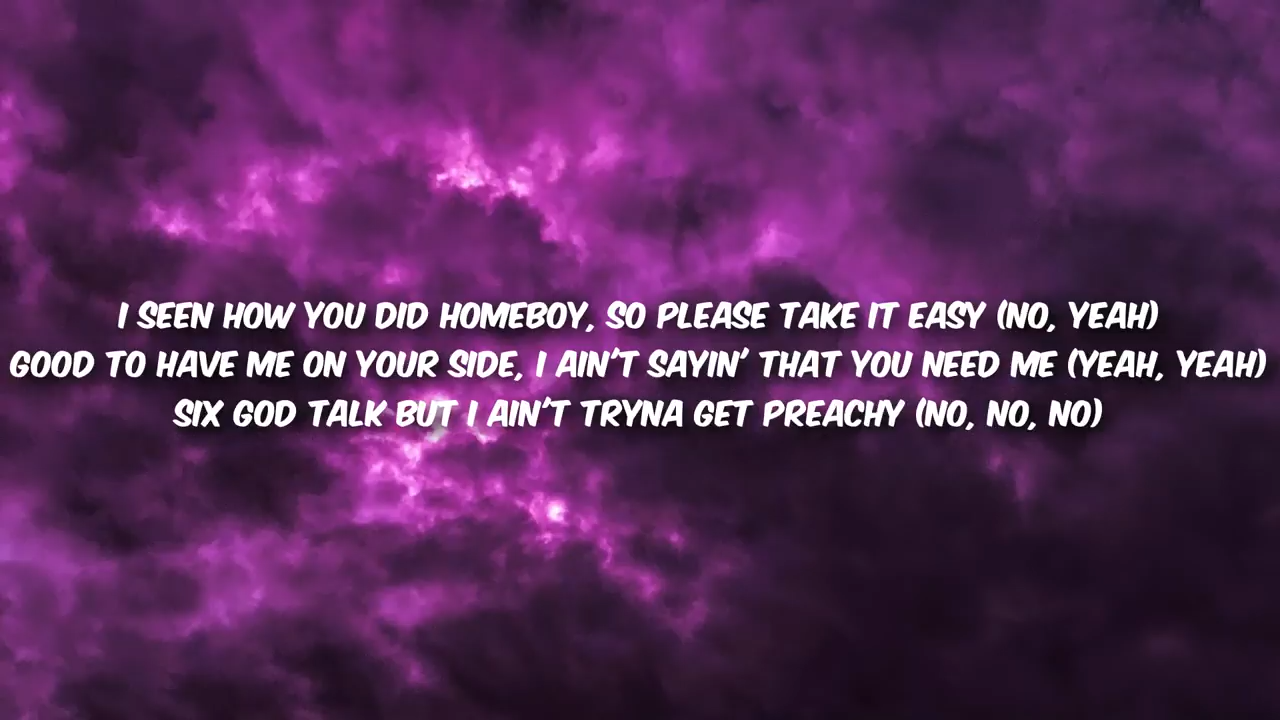 I SEEN HOW YOU DID HOMEBOY, SO PLEASE TAKE IT EASY (NO, YEAH)
GOOD TO HAVE ME ON YOUR SIDE, I AIN'T SAYIN' THAT YOU NEED ME (YEAH, YEAH)
SIX GOD TALK BUT I AIN'T TRYNA GET PREACHY (NO, NO, NO)